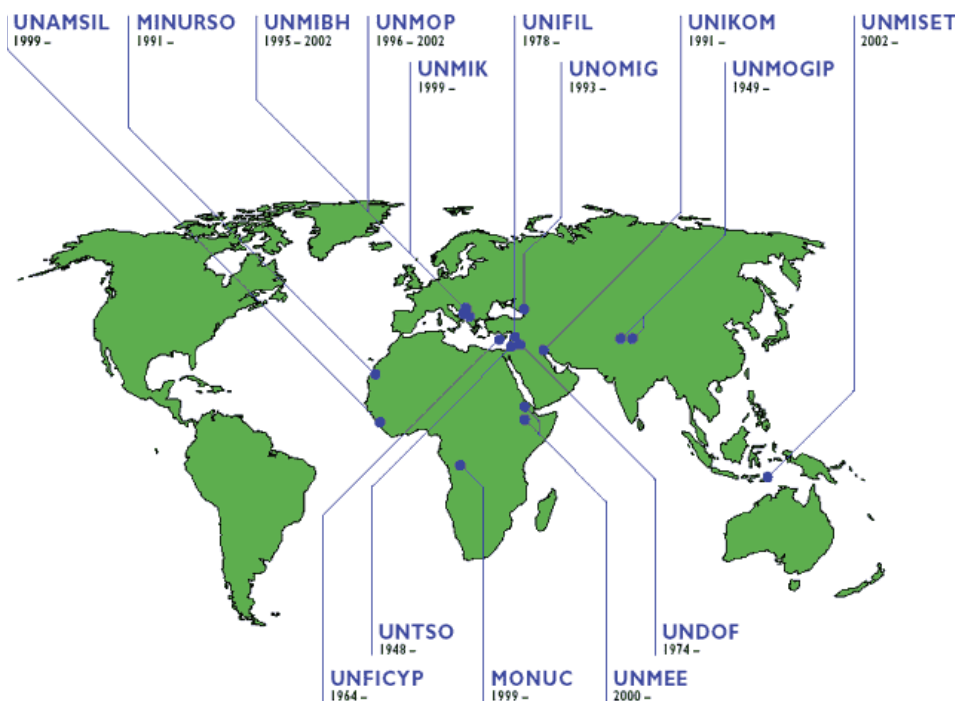 UNAMSIL
1999 –
MINURSO
1991 –
UNMIBH
1995 – 2002
UNMOP
1996 – 2002
UNIFIL
1978 –
UNIKOM
1991 –
UNMISET
2002 –
UNMIK
1999 –
UNOMIG
1993 –
UNMOGIP
1949 –
UNTSO
1948 –
UNDOF
1974 –
UNFICYP
1964 –
MONUC
1999 –
UNMEE
2000 –